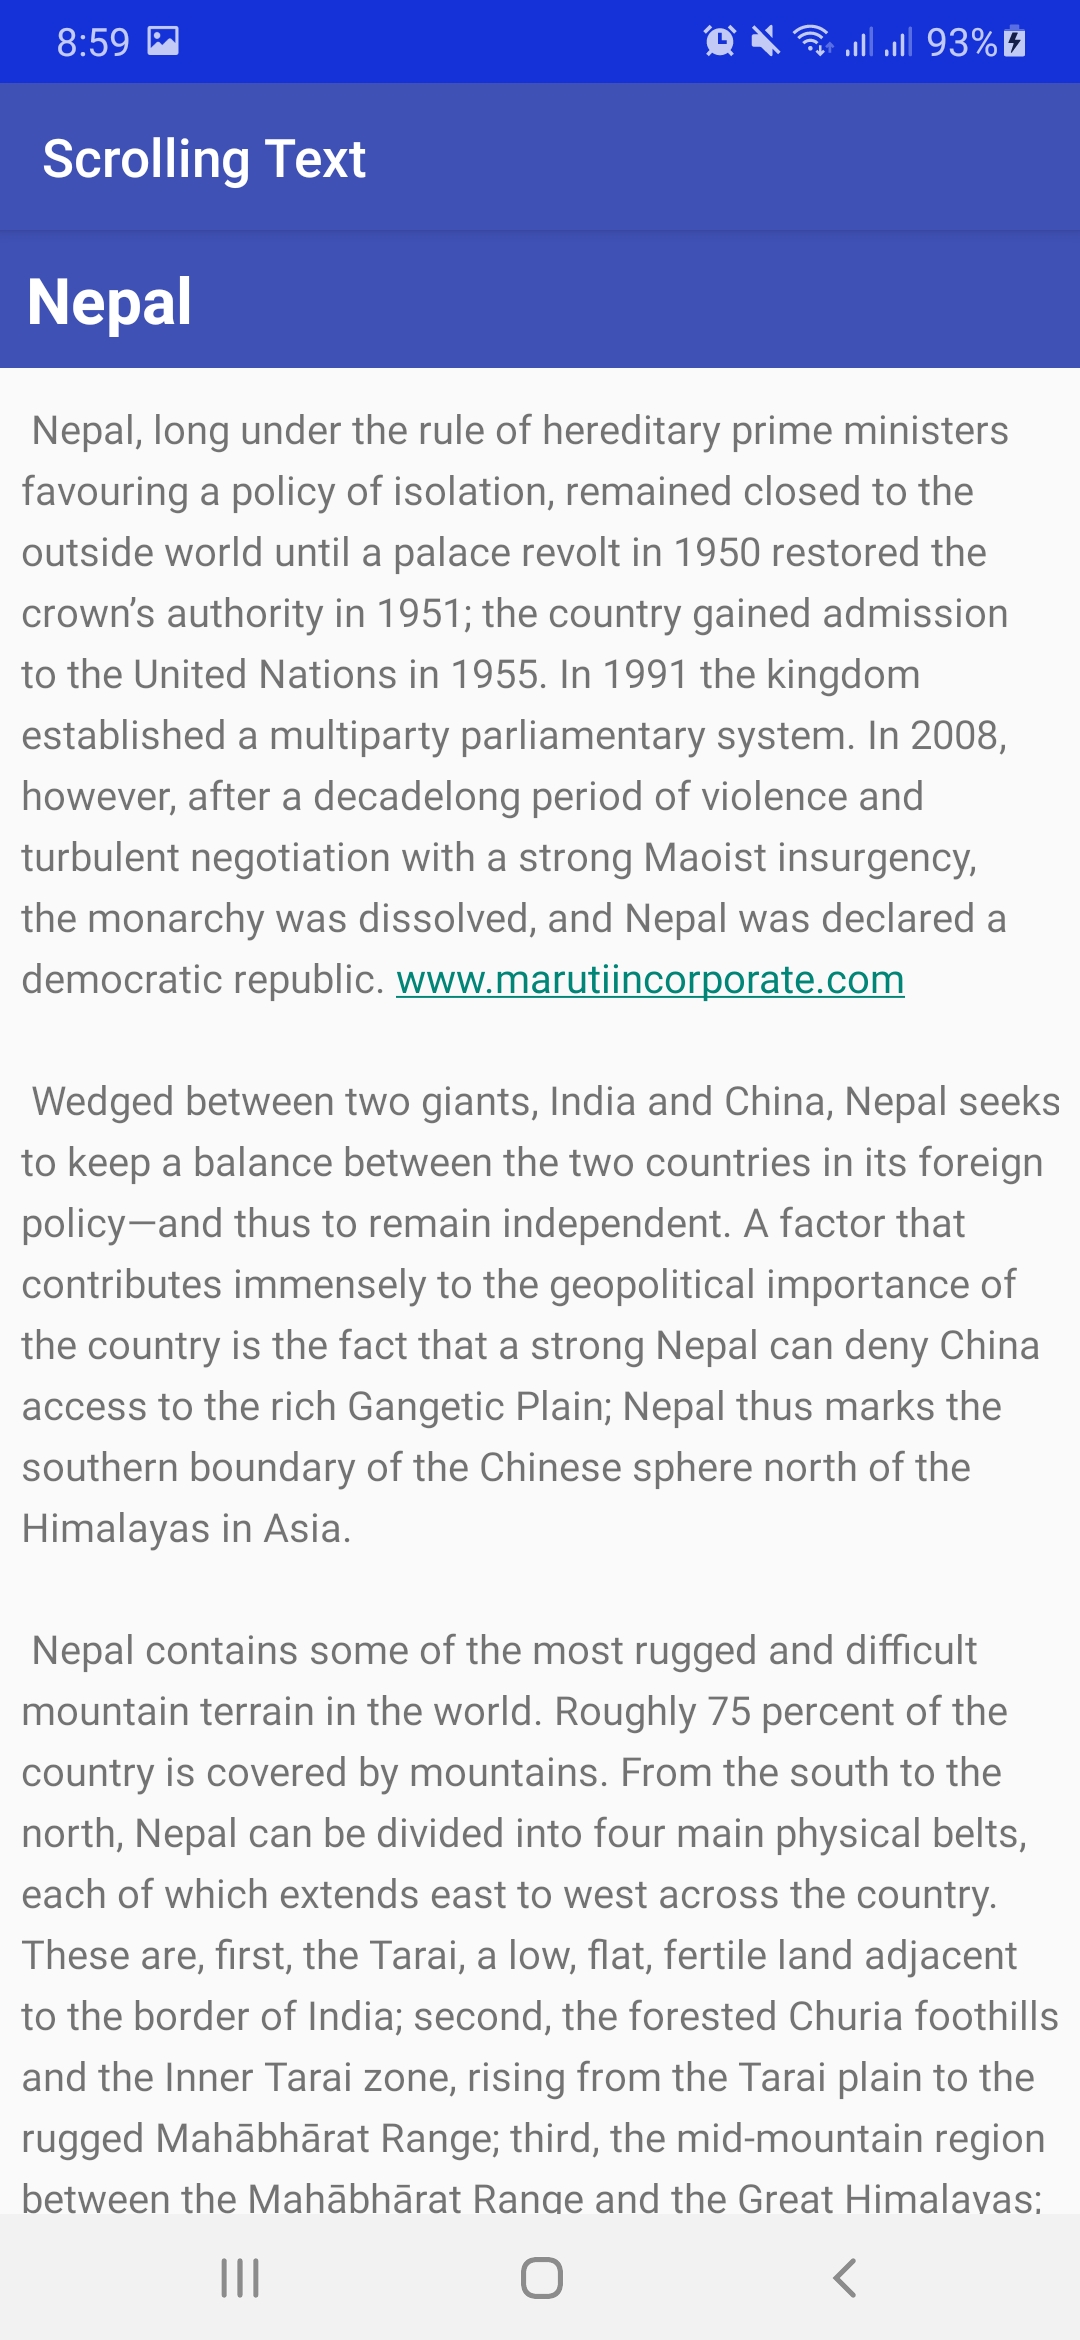 8:59 93%
Scrolling Text
Nepal
Nepal, long under the rule of hereditary prime ministers
favouring a policy of isolation, remained closed to the
outside world until a palace revolt in 1950 restored the
crown’s authority in 1951; the country gained admission
to the United Nations in 1955. In 1991 the kingdom
established a multiparty parliamentary system. In 2008,
however, after a decadelong period of violence and
turbulent negotiation with a strong Maoist insurgency,
the monarchy was dissolved, and Nepal was declared a
democratic republic. www.marutiincorporate.com
Wedged between two giants, India and China, Nepal seeks
to keep a balance between the two countries in its foreign
policy—and thus to remain independent. A factor that
contributes immensely to the geopolitical importance of
the country is the fact that a strong Nepal can deny China
access to the rich Gangetic Plain; Nepal thus marks the
southern boundary of the Chinese sphere north of the
Himalayas in Asia.
Nepal contains some of the most rugged and difficult
mountain terrain in the world. Roughly 75 percent of the
country is covered by mountains. From the south to the
north, Nepal can be divided into four main physical belts,
each of which extends east to west across the country.
These are, first, the Tarai, a low, flat, fertile land adjacent
to the border of India; second, the forested Churia foothills
and the Inner Tarai zone, rising from the Tarai plain to the
rugged Mahābhārat Range; third, the mid-mountain region
between the Mahābhārat Range and the Great Himalayas;